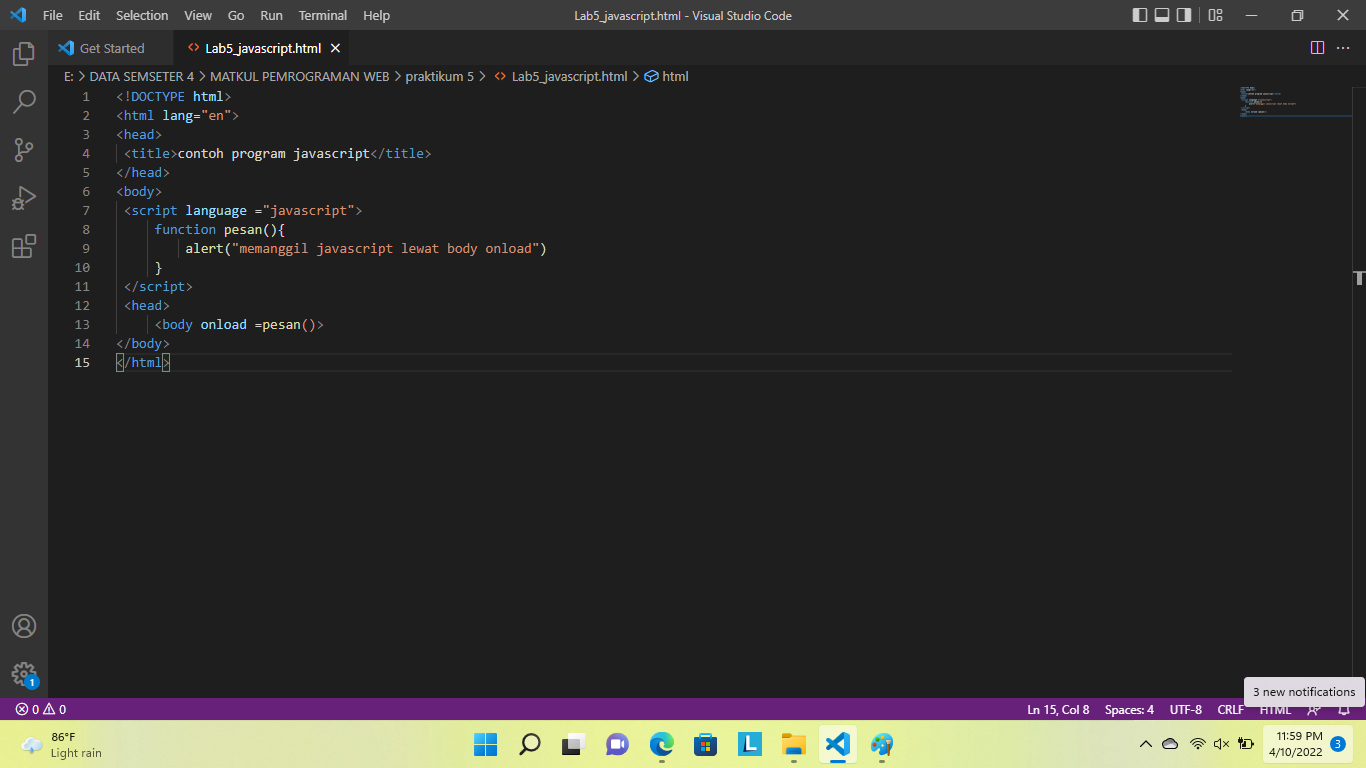 File Edit Selection View Go Run Terminal Help Lab5_javascript.html - Visual Studio Code
Get Started Lab5_javascript.html
E: > DATA SEMSETER 4 > MATKUL PEMROGRAMAN WEB > praktikum 5 > Lab5_javascript.html > html
1 <!DOCTYPE html>
2 <html lang="en">
3 <head>
4 <title>contoh program javascript</title>
5 </head>
6 <body>
7 <script language ="javascript">
8 function pesan(){
9 alert("memanggil javascript lewat body onload")
10 }
11 </script>
12 <head>
13 <body onload =pesan()>
14 </body>
15 </html>
1
3 new notifications
0 0 Ln 15, Col 8 Spaces: 4 UTF-8 CRLF HTML
86°F
Light rain
L
11:59 PM
4/10/2022
3